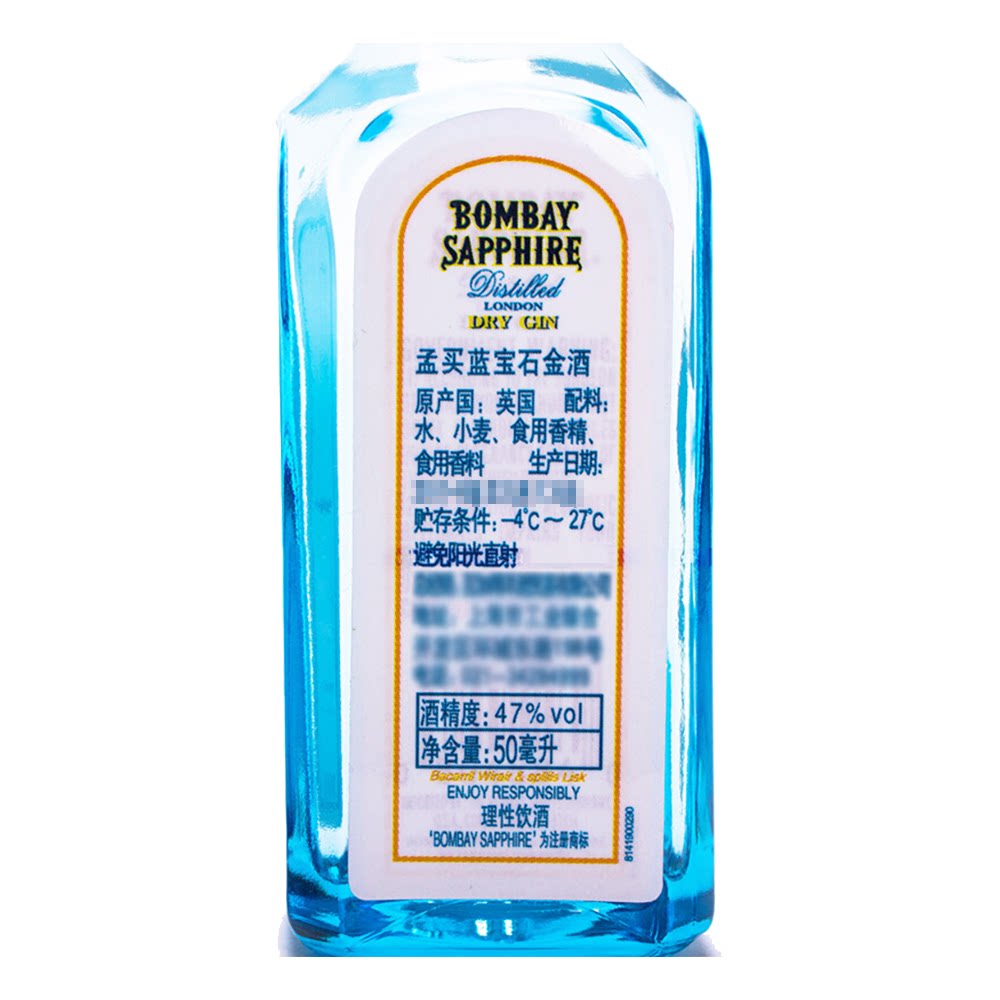 BOMBAY
SAPPHIRE
Distilled
LONDON
DRY GIN
孟买蓝宝石金酒
原产国：英国 配料：
水、小麦、食用香精、
食用香料 生产日期：
贮存条件：-4℃～27℃
避免阳光直射
酒精度：47% vol
净含量：50毫升
ENJOY RESPONSIBLY
理性饮酒
'BOMBAY SAPPHIRE' 为注册商标
8141900290